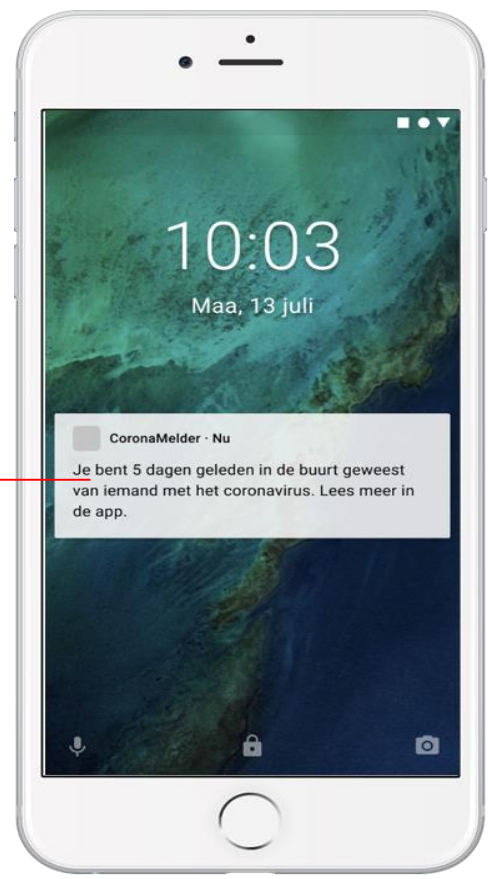 10:03
Maa, 13 juli
CoronaMelder · Nu
Je bent 5 dagen geleden in de buurt geweest
van iemand met het coronavirus. Lees meer in
de app.